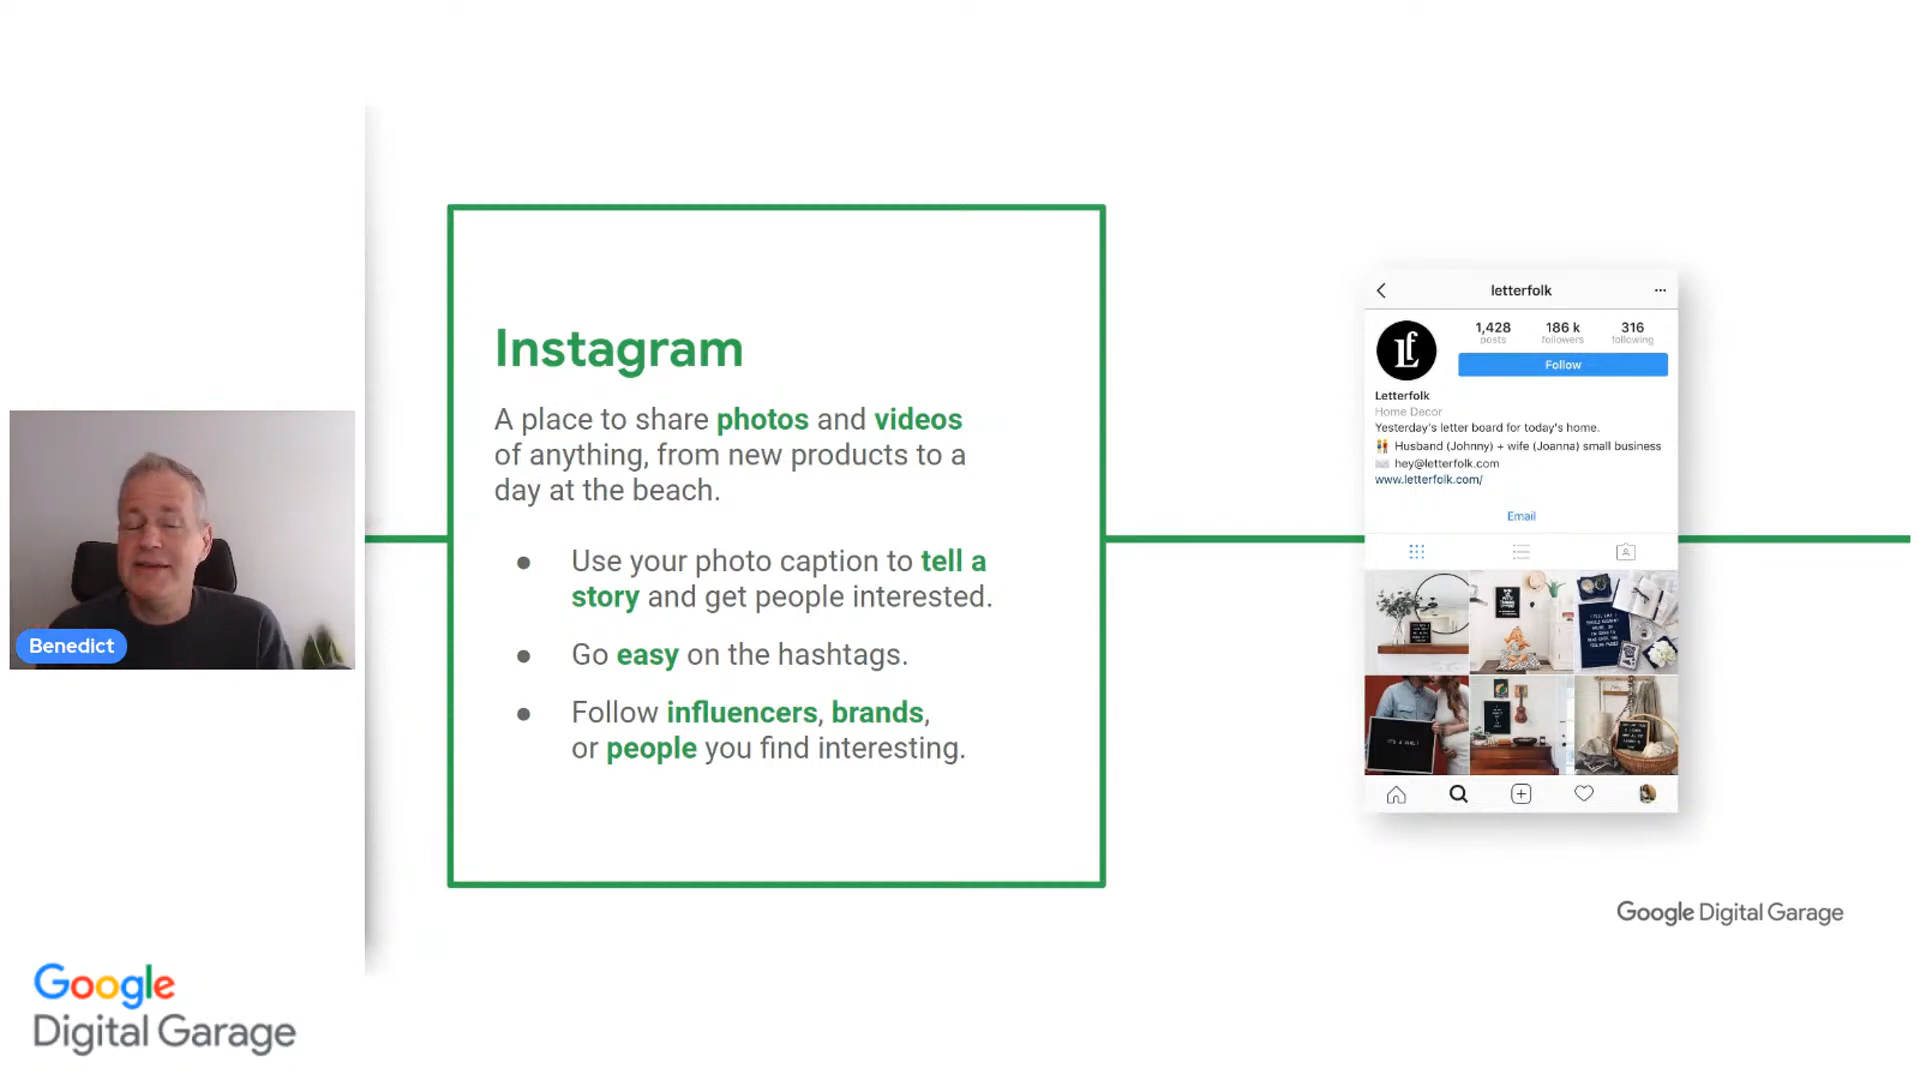 Instagram
A place to share photos and videos
of anything, from new products to a
day at the beach.
● Use your photo caption to tell a
story and get people interested.
● Go easy on the hashtags.
● Follow influencers, brands,
or people you find interesting.
letterfolk
1,428 186 k 316
posts followers following
Follow
Letterfolk
Home Decor
Yesterday's letter board for today's home.
Husband (Johnny) + wife (Joanna) small business
hey@letterfolk.com
www.letterfolk.com/
Email
Benedict
Google Digital Garage
Google
Digital Garage